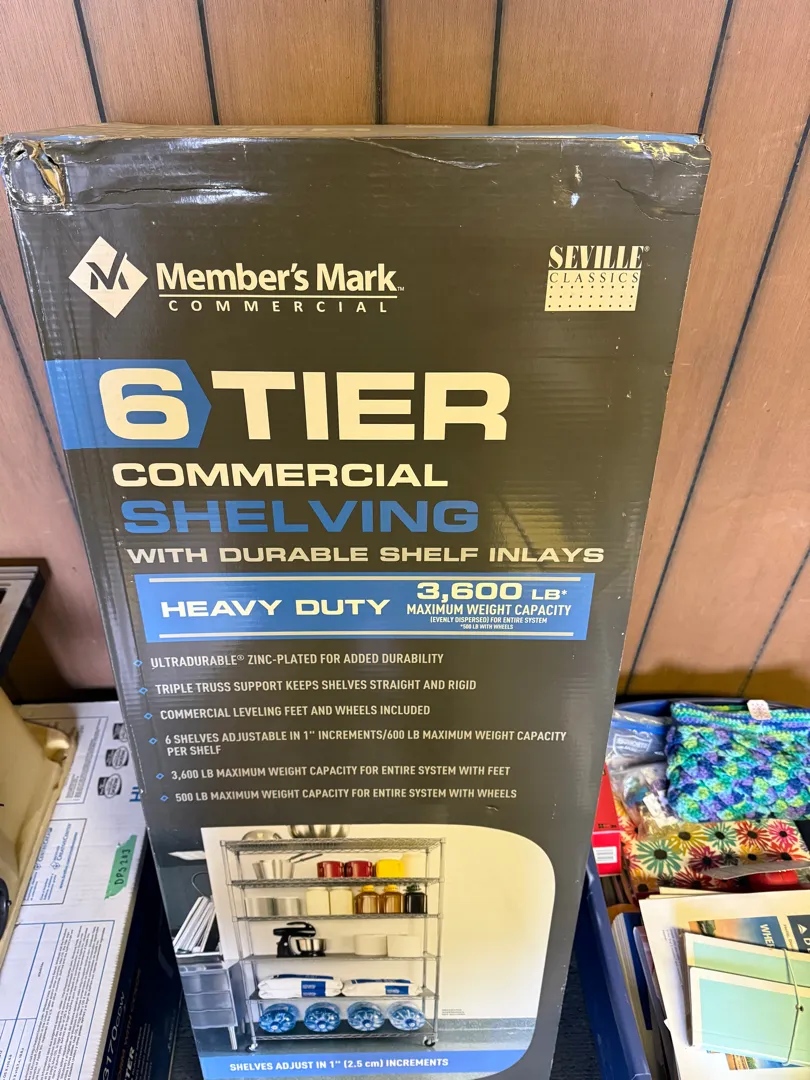 Member's Mark™
COMMERCIAL
SEVILLE®
CLASSICS
6 TIER
COMMERCIAL
SHELVING
WITH DURABLE SHELF INLAYS
HEAVY DUTY
3,600 LB*
MAXIMUM WEIGHT CAPACITY
(EVENLY DISPERSED) FOR ENTIRE SYSTEM
*500 LB WITH WHEELS
ULTRADURABLE® ZINC-PLATED FOR ADDED DURABILITY
TRIPLE TRUSS SUPPORT KEEPS SHELVES STRAIGHT AND RIGID
COMMERCIAL LEVELING FEET AND WHEELS INCLUDED
6 SHELVES ADJUSTABLE IN 1" INCREMENTS/600 LB MAXIMUM WEIGHT CAPACITY
PER SHELF
3,600 LB MAXIMUM WEIGHT CAPACITY FOR ENTIRE SYSTEM WITH FEET
500 LB MAXIMUM WEIGHT CAPACITY FOR ENTIRE SYSTEM WITH WHEELS
SHELVES ADJUST IN 1" (2.5 cm) INCREMENTS